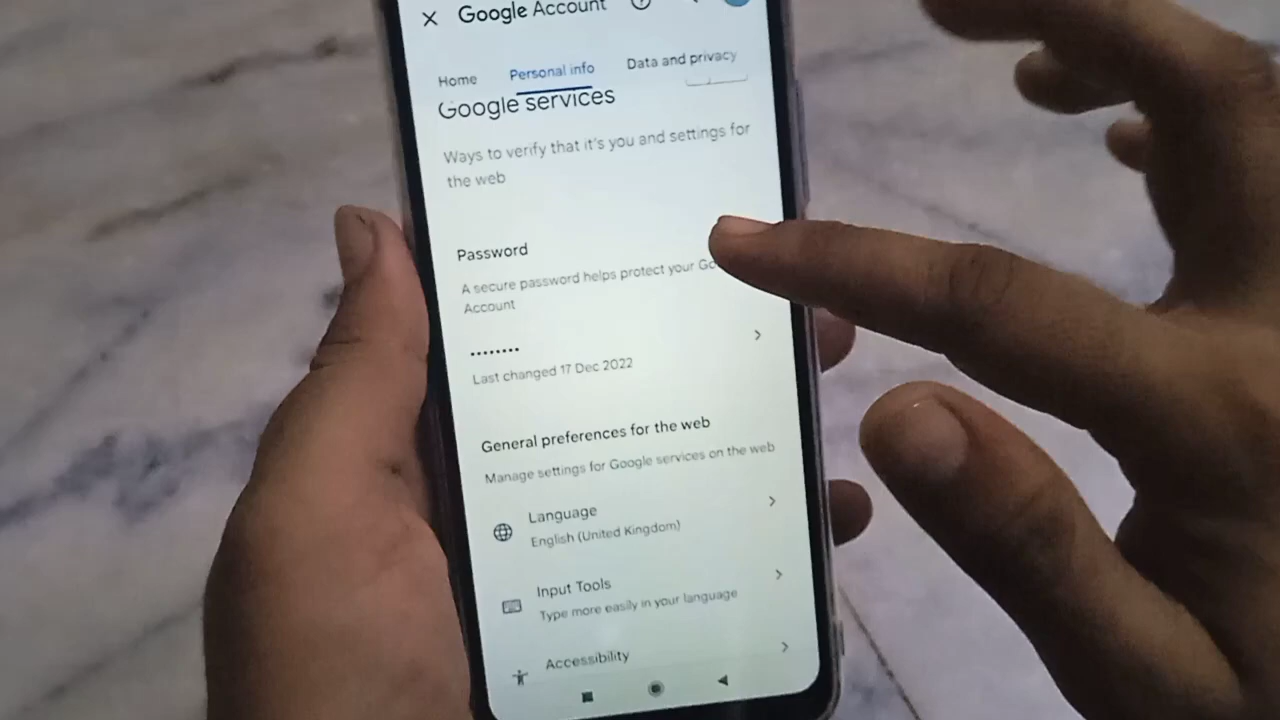 Google Account
Home Personal info Data and privacy
Google services
Ways to verify that it's you and settings for
the web
Password
A secure password helps protect your Go
Account
••••••••
Last changed 17 Dec 2022
General preferences for the web
Manage settings for Google services on the web
Language
English (United Kingdom)
Input Tools
Type more easily in your language
Accessibility